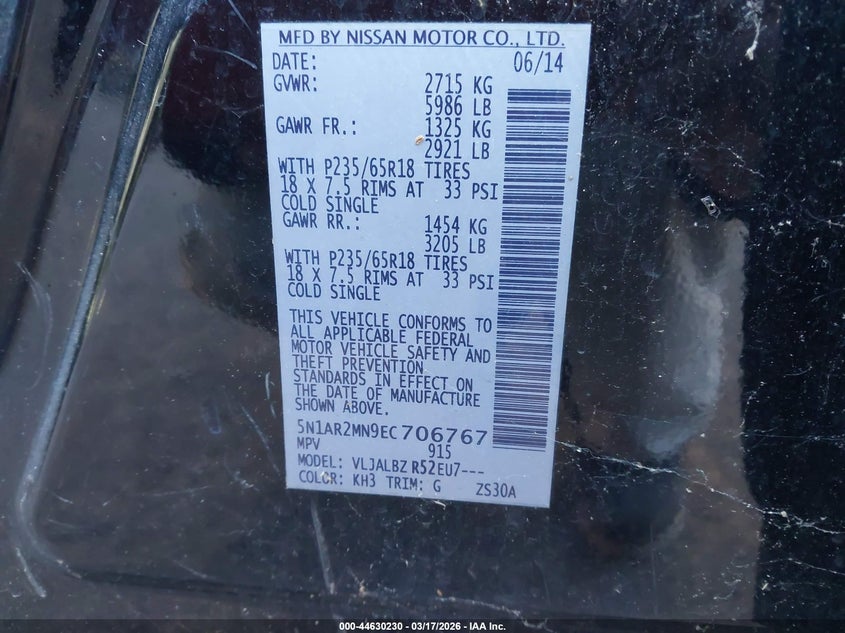 MFD BY NISSAN MOTOR CO., LTD.
DATE: 06/14
GVWR: 2715 KG
5986 LB
GAWR FR.: 1325 KG
2921 LB
WITH P235/65R18 TIRES
18 X 7.5 RIMS AT 33 PSI
COLD SINGLE
GAWR RR.: 1454 KG
3205 LB
WITH P235/65R18 TIRES
18 X 7.5 RIMS AT 33 PSI
COLD SINGLE
THIS VEHICLE CONFORMS TO
ALL APPLICABLE FEDERAL
MOTOR VEHICLE SAFETY AND
THEFT PREVENTION
STANDARDS IN EFFECT ON
THE DATE OF MANUFACTURE
SHOWN ABOVE.
5N1AR2MN9EC706767
MPV 915
MODEL: VLJALBZ R52EU7---
COLOR: KH3 TRIM: G ZS30A
000-44630230 - 03/17/2026 - IAA Inc.